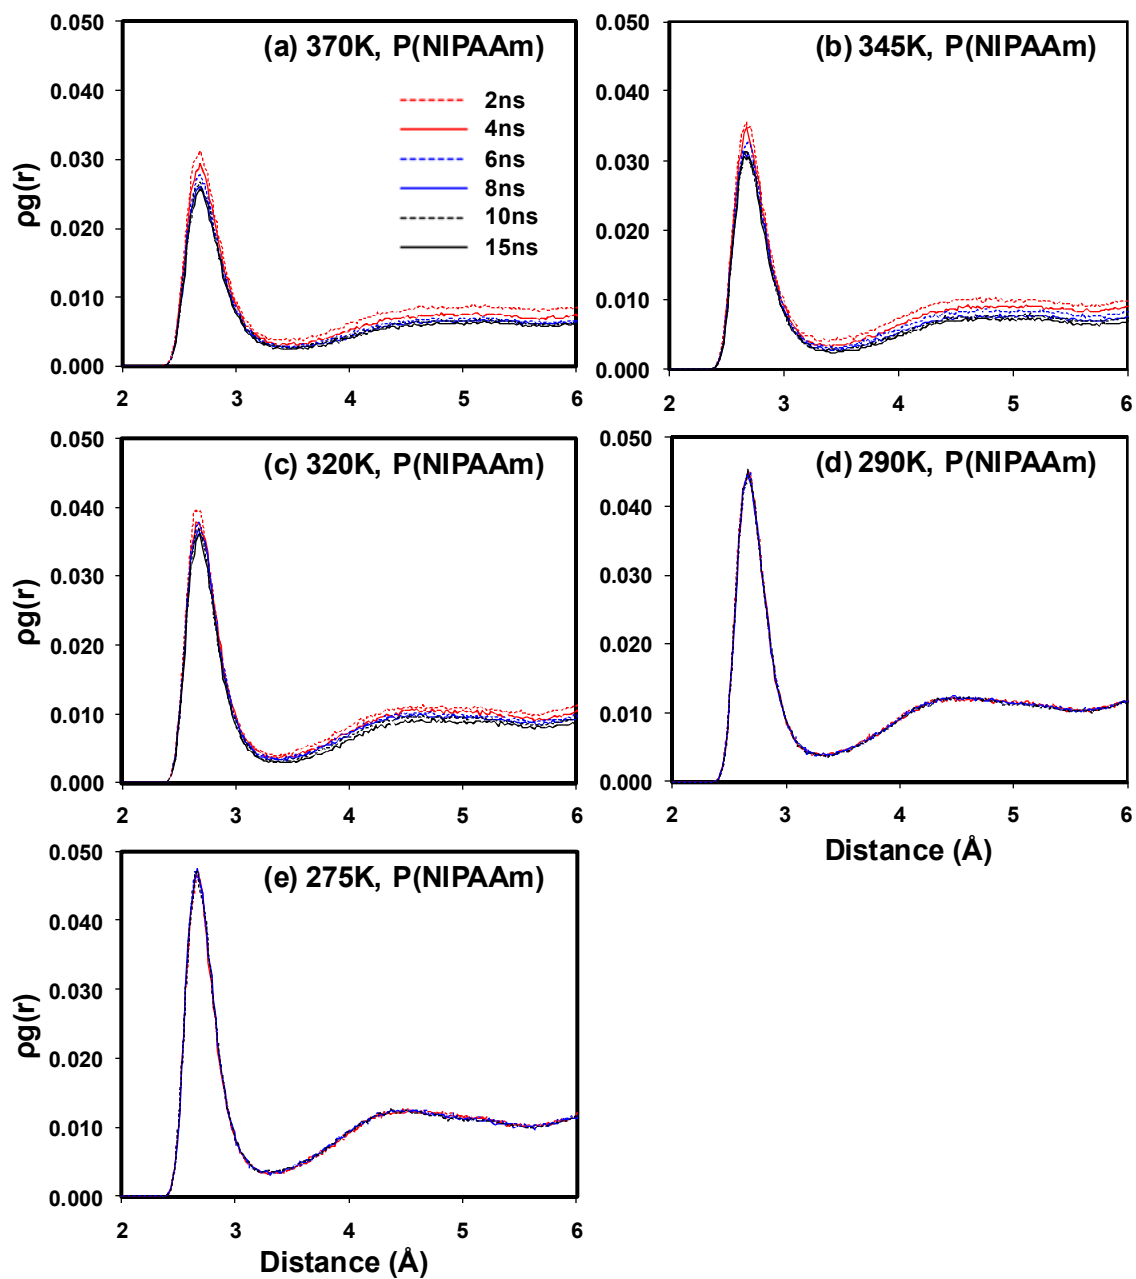 (a) 370K, P(NIPAAm)
0.050
0.040
0.030
0.020
0.010
0.000
ρg(r)
2ns
4ns
6ns
8ns
10ns
15ns
2 3 4 5 6
(b) 345K, P(NIPAAm)
0.050
0.040
0.030
0.020
0.010
0.000
2 3 4 5 6
(c) 320K, P(NIPAAm)
0.050
0.040
0.030
0.020
0.010
0.000
ρg(r)
2 3 4 5 6
(d) 290K, P(NIPAAm)
0.050
0.040
0.030
0.020
0.010
0.000
2 3 4 5 6
Distance (Å)
(e) 275K, P(NIPAAm)
0.050
0.040
0.030
0.020
0.010
0.000
ρg(r)
2 3 4 5 6
Distance (Å)